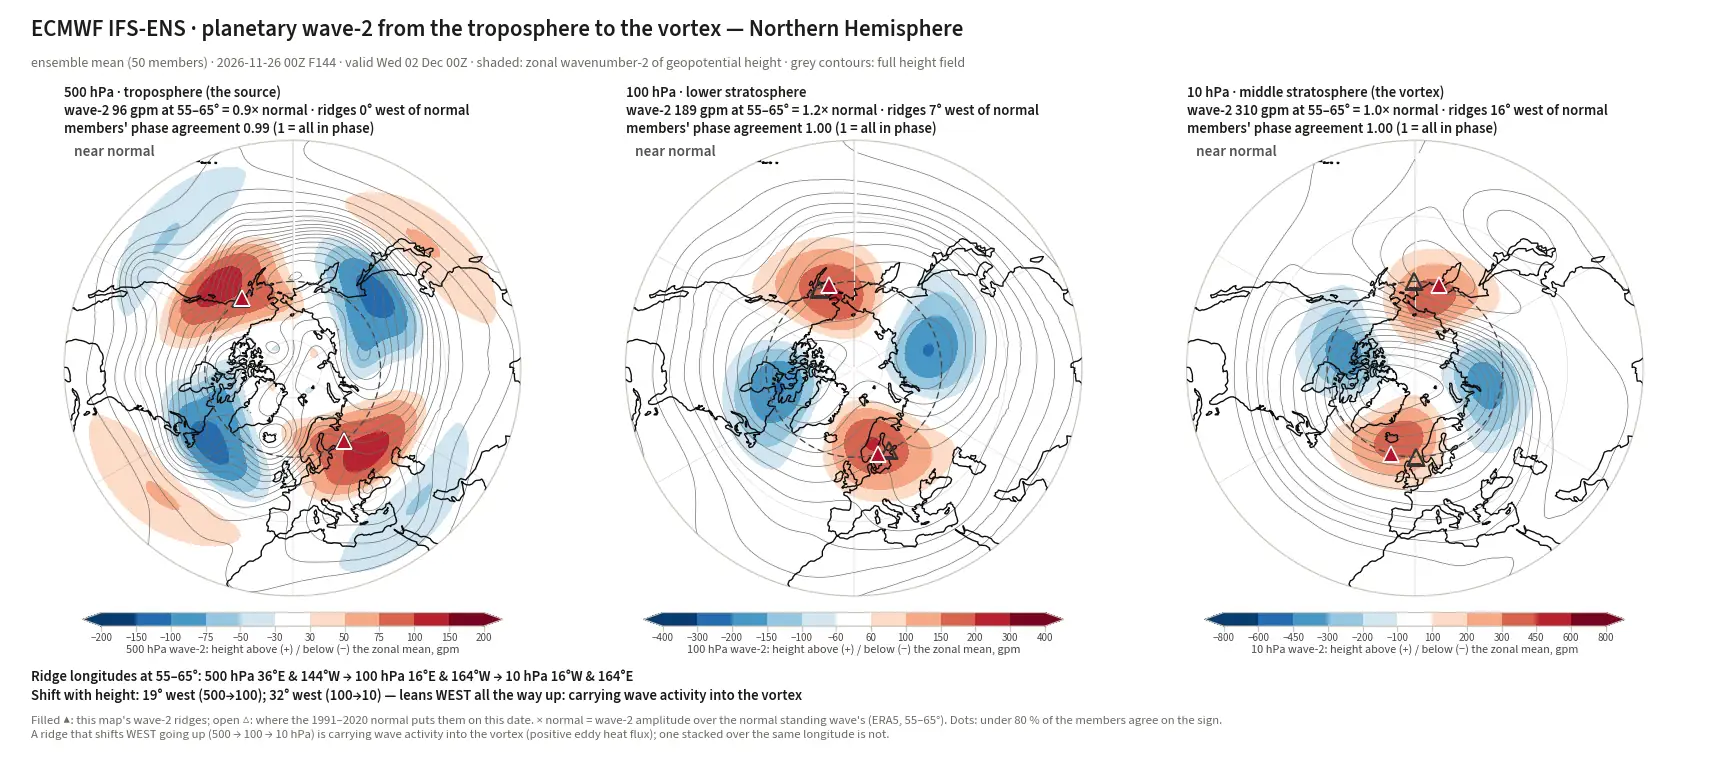 ECMWF IFS-ENS · planetary wave-2 from the troposphere to the vortex — Northern Hemisphere
ensemble mean (50 members) · 2026-11-26 00Z F144 · valid Wed 02 Dec 00Z · shaded: zonal wavenumber-2 of geopotential height · grey contours: full height field
500 hPa · troposphere (the source)
wave-2 96 gpm at 55–65° = 0.9× normal · ridges 0° west of normal
members' phase agreement 0.99 (1 = all in phase)
near normal
100 hPa · lower stratosphere
wave-2 189 gpm at 55–65° = 1.2× normal · ridges 7° west of normal
members' phase agreement 1.00 (1 = all in phase)
near normal
10 hPa · middle stratosphere (the vortex)
wave-2 310 gpm at 55–65° = 1.0× normal · ridges 16° west of normal
members' phase agreement 1.00 (1 = all in phase)
near normal
−200 −150 −100 −75 −50 −30 30 50 75 100 150 200
500 hPa wave-2: height above (+) / below (−) the zonal mean, gpm
−400 −300 −200 −150 −100 −60 60 100 150 200 300 400
100 hPa wave-2: height above (+) / below (−) the zonal mean, gpm
−800 −600 −450 −300 −200 −100 100 200 300 450 600 800
10 hPa wave-2: height above (+) / below (−) the zonal mean, gpm
Ridge longitudes at 55–65°: 500 hPa 36°E & 144°W → 100 hPa 16°E & 164°W → 10 hPa 16°W & 164°E
Shift with height: 19° west (500→100); 32° west (100→10) — leans WEST all the way up: carrying wave activity into the vortex
Filled ▲: this map's wave-2 ridges; open △: where the 1991–2020 normal puts them on this date. × normal = wave-2 amplitude over the normal standing wave's (ERA5, 55–65°). Dots: under 80 % of the members agree on the sign.
A ridge that shifts WEST going up (500 → 100 → 10 hPa) is carrying wave activity into the vortex (positive eddy heat flux); one stacked over the same longitude is not.